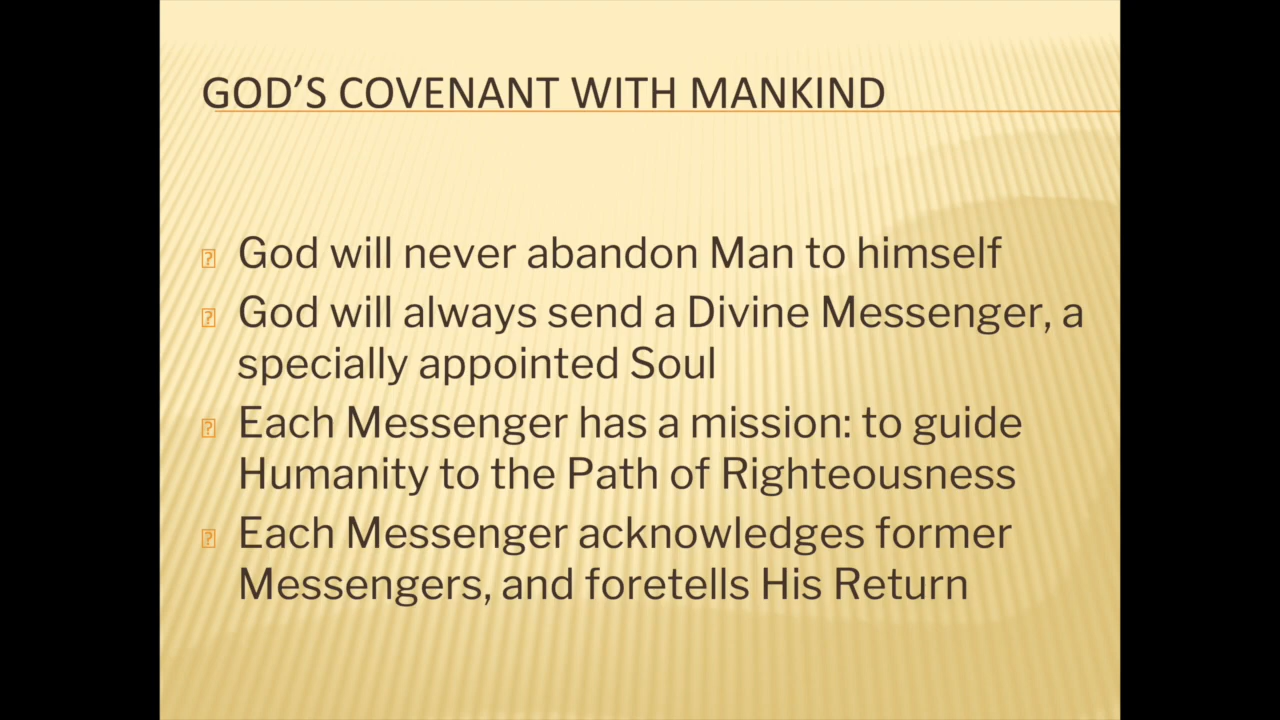 GOD’S COVENANT WITH MANKIND
God will never abandon Man to himself
God will always send a Divine Messenger, a
specially appointed Soul
Each Messenger has a mission: to guide
Humanity to the Path of Righteousness
Each Messenger acknowledges former
Messengers, and foretells His Return